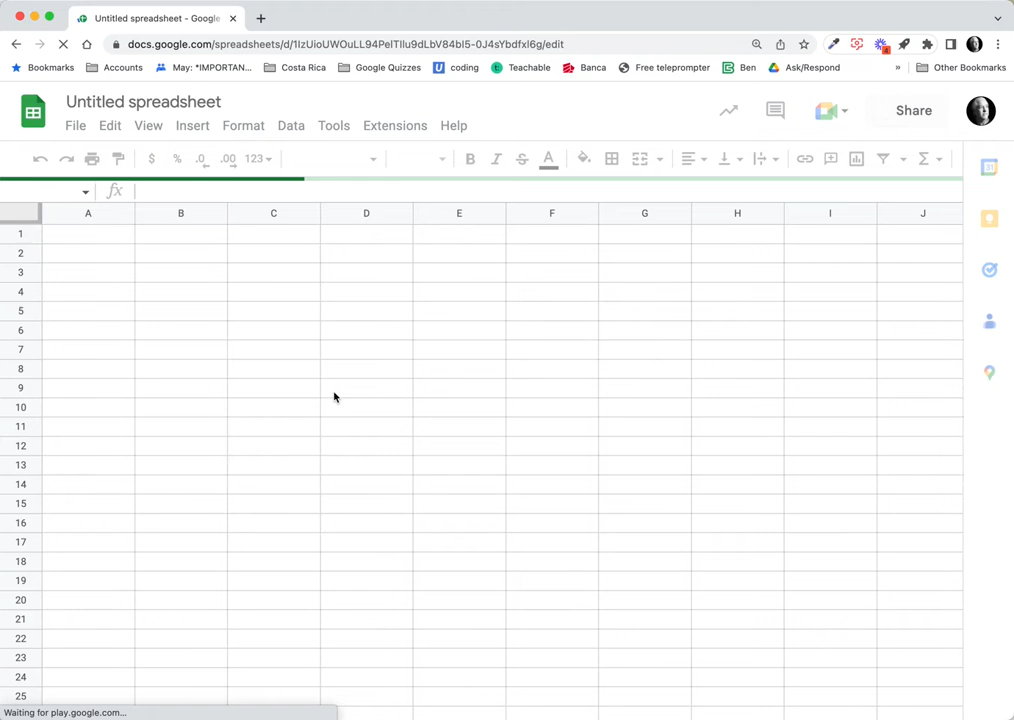 Untitled spreadsheet - Google
docs.google.com/spreadsheets/d/1IzUioUWOuLL94PelTIlu9dLbV84bI5-0J4sYbdfxl6g/edit
4
Bookmarks Accounts May: *IMPORTAN... Costa Rica Google Quizzes coding Teachable Banca Free teleprompter Ben Ask/Respond » Other Bookmarks
Untitled spreadsheet
File Edit View Insert Format Data Tools Extensions Help
Share
$ % .0 .00 123 B I S A Σ
31
fx
A B C D E F G H I J
1
2
3
4
5
6
7
8
9
10
11
12
13
14
15
16
17
18
19
20
21
22
23
24
25
Waiting for play.google.com...